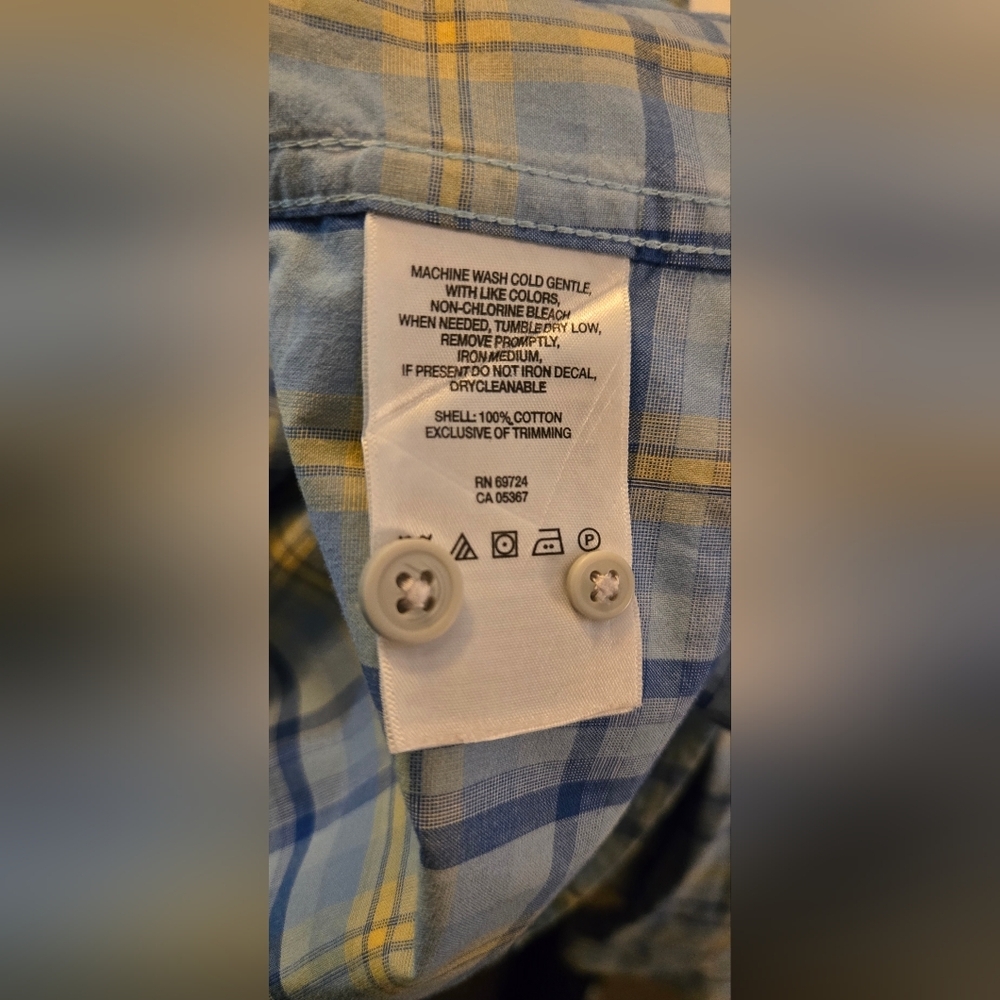 MACHINE WASH COLD GENTLE,
WITH LIKE COLORS,
NON-CHLORINE BLEACH
WHEN NEEDED, TUMBLE DRY LOW,
REMOVE PROMPTLY,
IRON MEDIUM,
IF PRESENT DO NOT IRON DECAL,
DRYCLEANABLE
SHELL: 100% COTTON
EXCLUSIVE OF TRIMMING
RN 69724
CA 05367
P